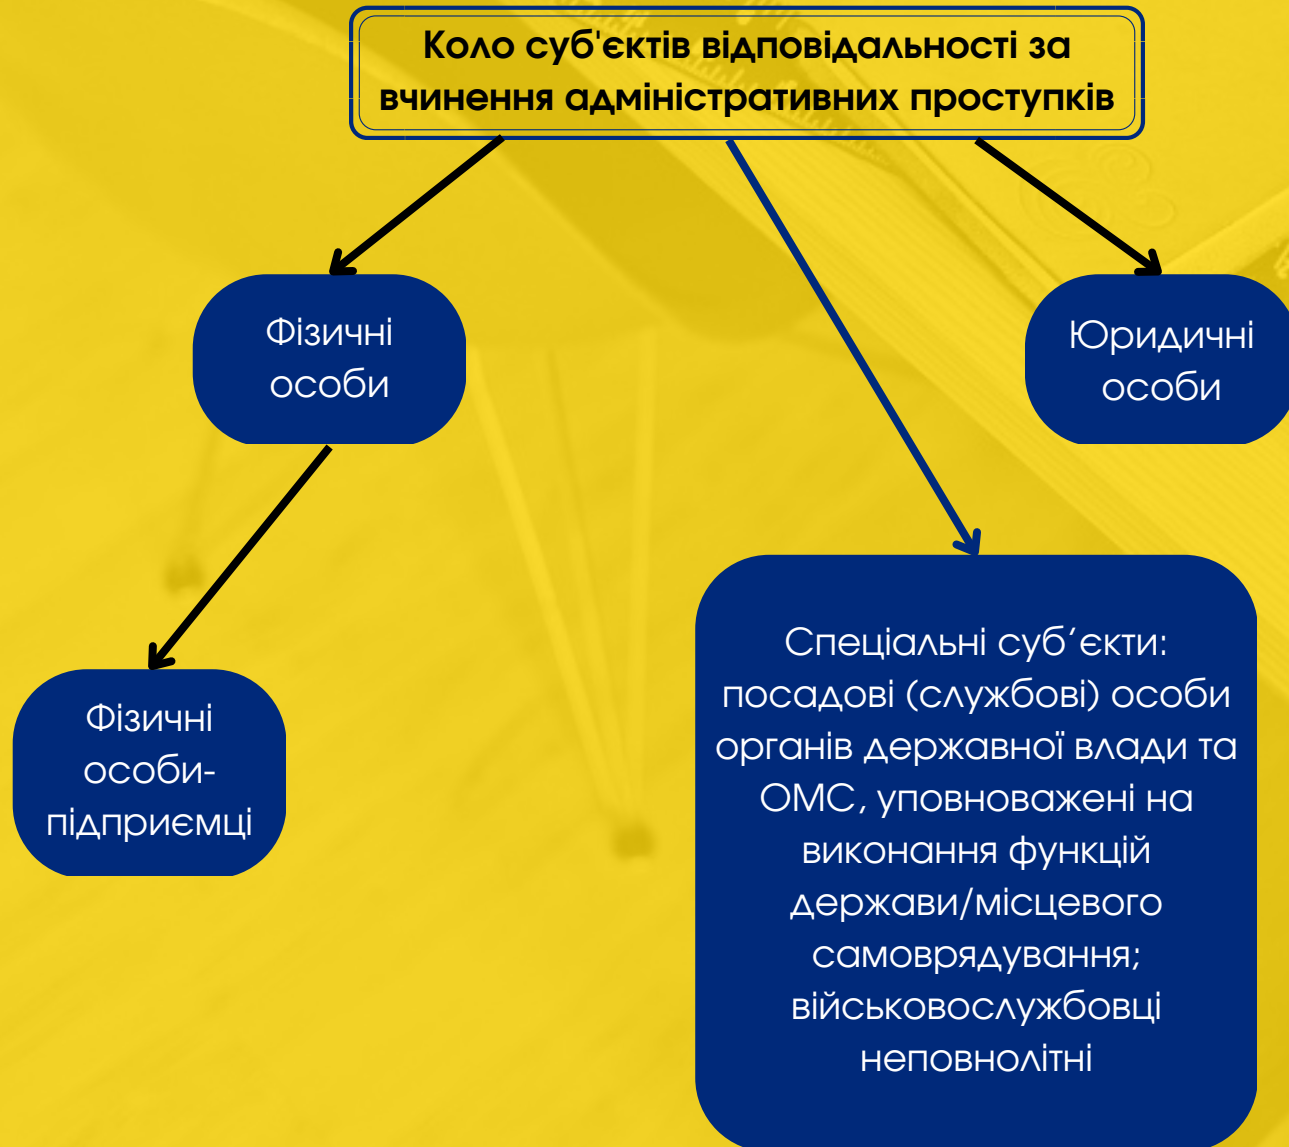 Коло суб'єктів відповідальності за
вчинення адміністративних проступків
Фізичні
особи
Юридичні
особи
Фізичні
особи-
підприємці
Спеціальні суб’єкти:
посадові (службові) особи
органів державної влади та
ОМС, уповноважені на
виконання функцій
держави/місцевого
самоврядування;
військовослужбовці
неповнолітні